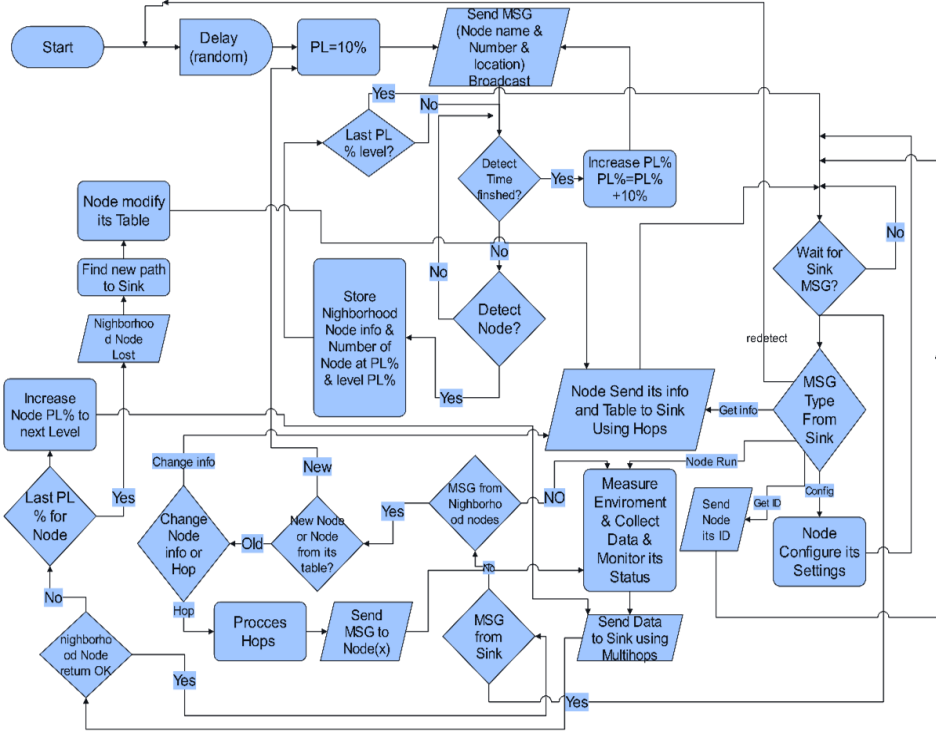 Start
Delay
(random)
PL=10%
Send MSG
(Node name &
Number &
location)
Broadcast
Yes
No
Last PL
% level?
Detect
Time
finshed?
Yes
Increase PL%
PL%=PL%
+10%
Node modify
its Table
No
No
No
Wait for
Sink
MSG?
Find new path
to Sink
Store
Nighborhood
Node info &
Number of
Node at PL%
& level PL%
Detect
Node?
Nighborhoo
d Node
Lost
redetect
Yes
MSG
Type
From
Sink
Increase
Node PL% to
next Level
Node Send its info
and Table to Sink
Using Hops
Get info
Change info
New
Node Run
Last PL
% for
Node
Yes
MSG from
Nighborho
od nodes
NO
Measure
Enviroment
& Collect
Data &
Monitor its
Status
Config
Get ID
Send
Node
its ID
Yes
Change
Node
info or
Hop
Old
New Node
or Node
from its
table?
Node
Configure its
Settings
No
No
Hop
Procces
Hops
Send
MSG to
Node(x)
MSG
from
Sink
Send Data
to Sink using
Multihops
nighborho
od Node
return OK
Yes
Yes